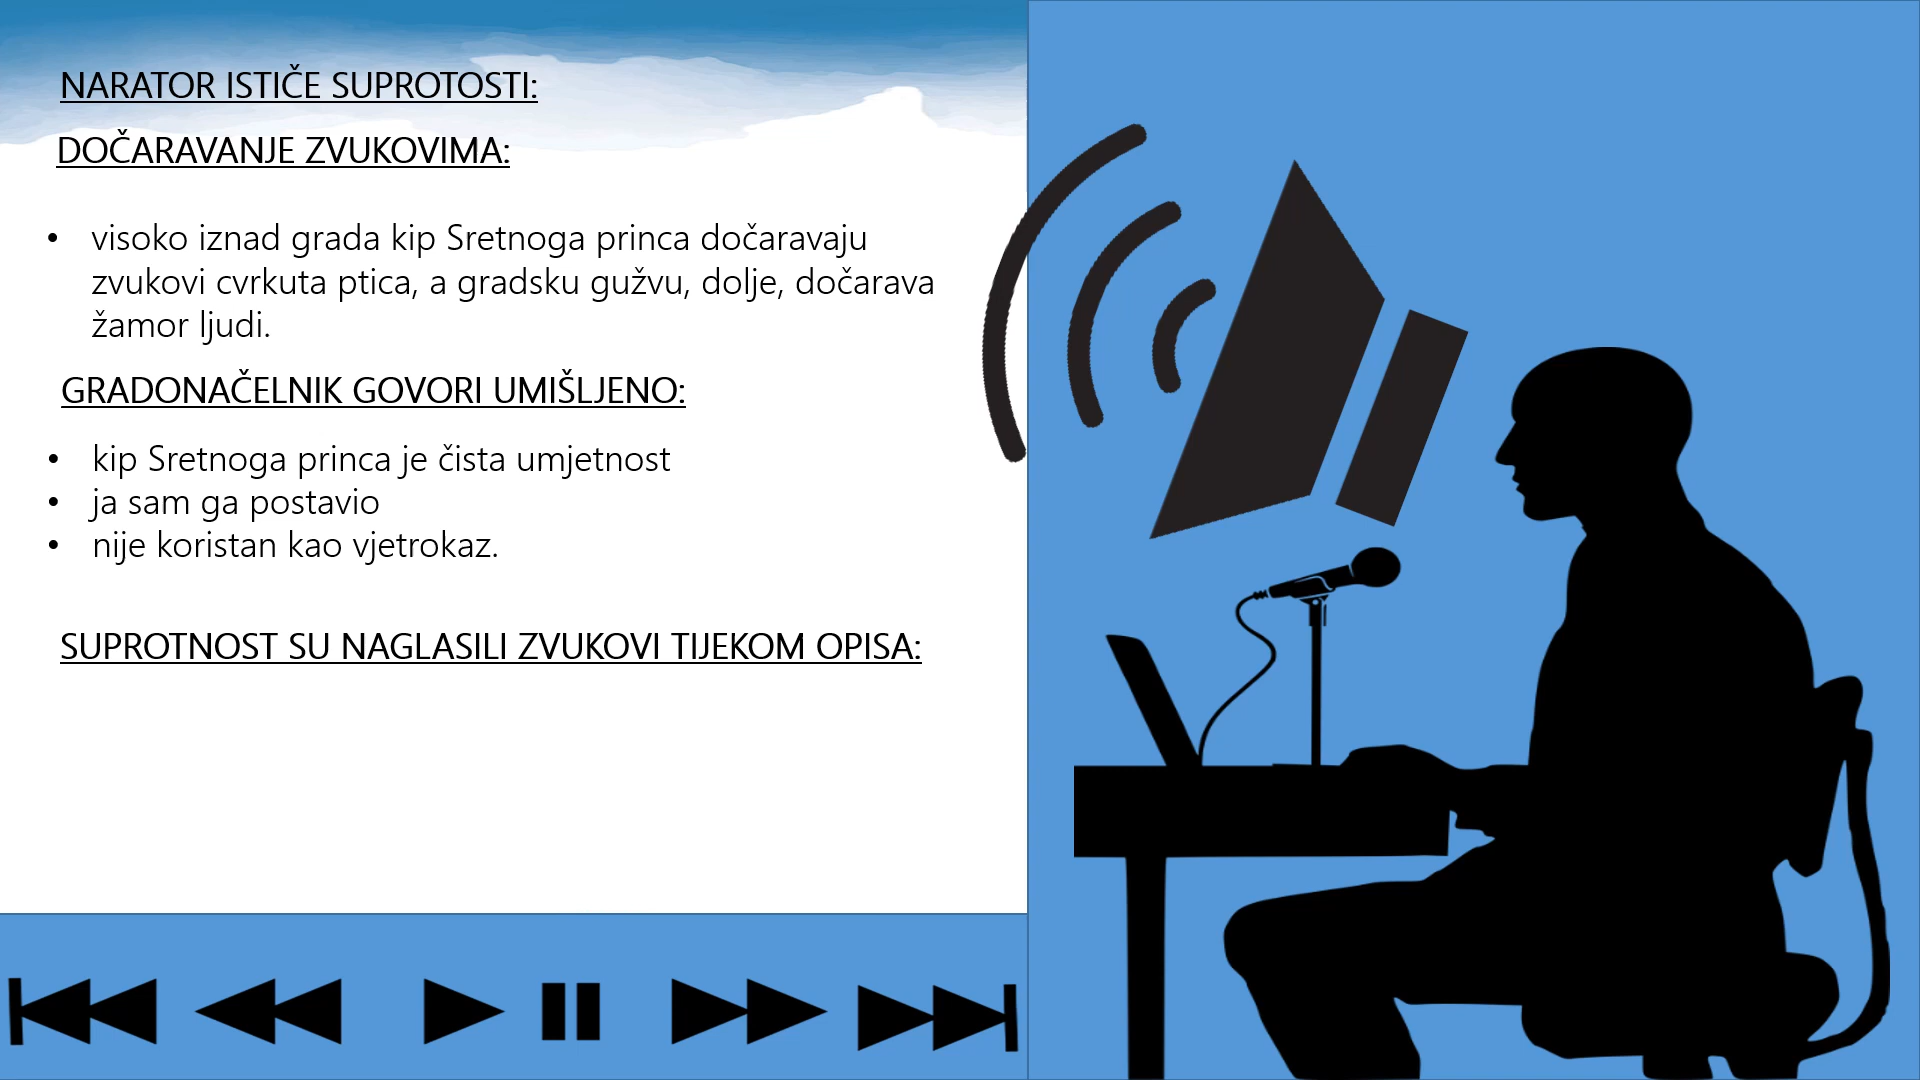 NARATOR ISTIČE SUPROTOSTI:
DOČARAVANJE ZVUKOVIMA:
• visoko iznad grada kip Sretnoga princa dočaravaju
zvukovi cvrkuta ptica, a gradsku gužvu, dolje, dočarava
žamor ljudi.
GRADONAČELNIK GOVORI UMIŠLJENO:
• kip Sretnoga princa je čista umjetnost
• ja sam ga postavio
• nije koristan kao vjetrokaz.
SUPROTNOST SU NAGLASILI ZVUKOVI TIJEKOM OPISA: